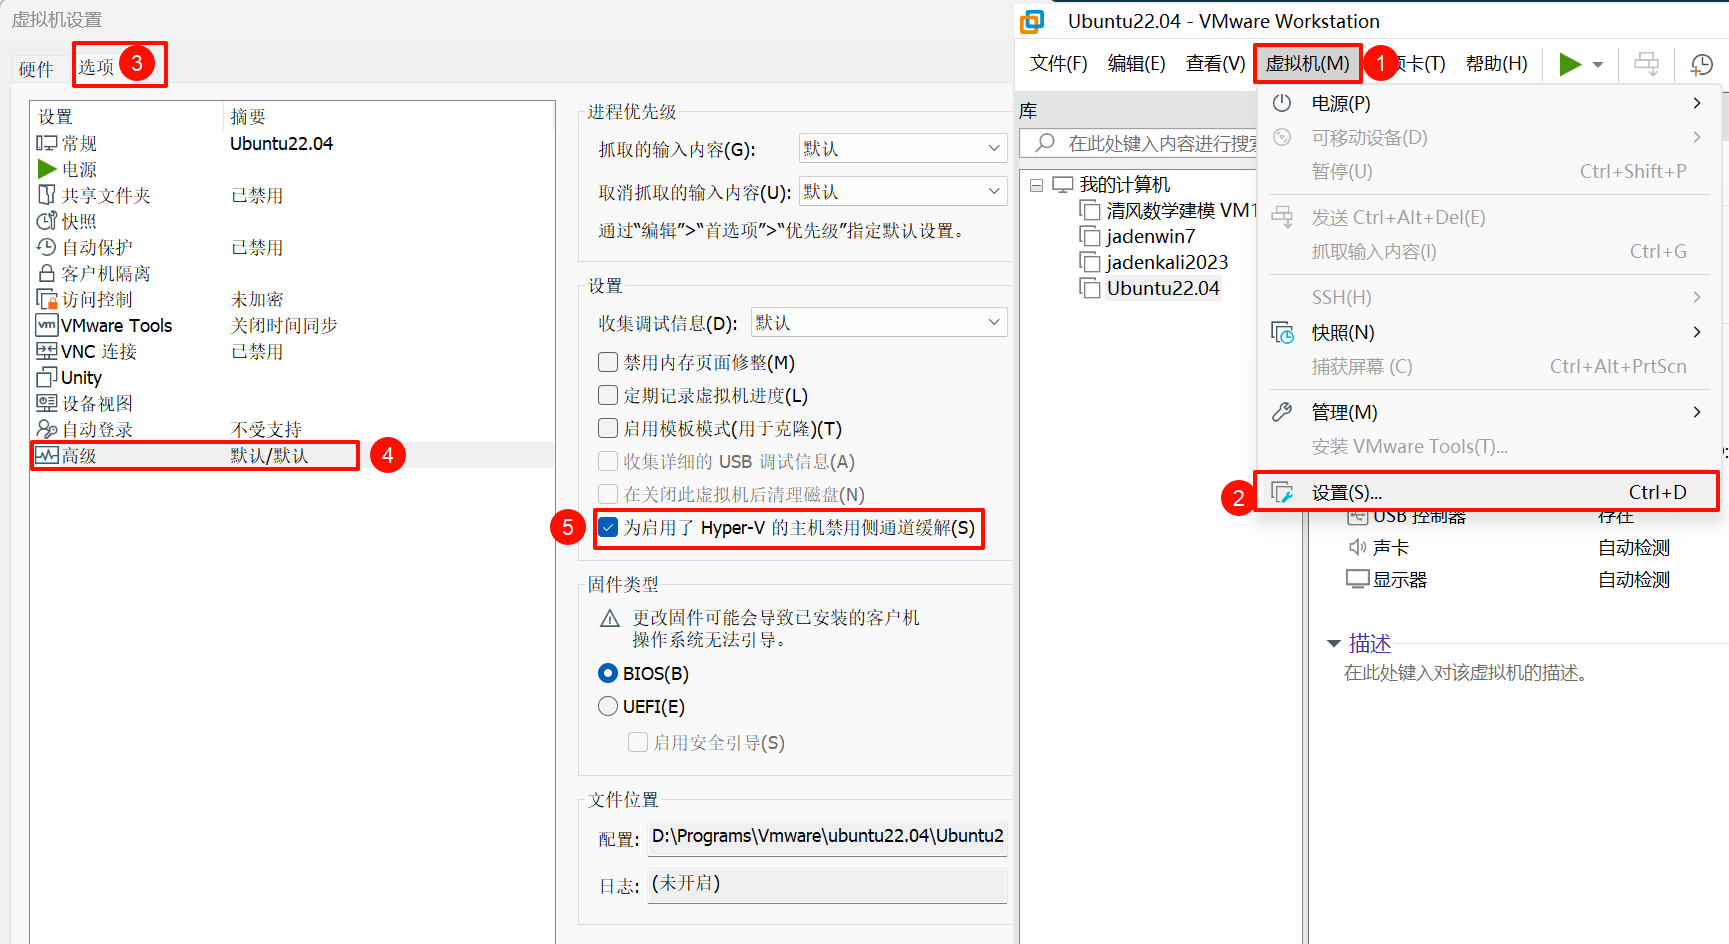 虚拟机设置
硬件
选项
3
设置
摘要
常规
Ubuntu22.04
电源
共享文件夹
已禁用
快照
自动保护
已禁用
客户机隔离
访问控制
未加密
vm
VMware Tools
关闭时间同步
VNC 连接
已禁用
Unity
设备视图
自动登录
不受支持
高级
默认/默认
4
进程优先级
抓取的输入内容(G):
默认
取消抓取的输入内容(U):
默认
通过“编辑”>“首选项”>“优先级”指定默认设置。
设置
收集调试信息(D):
默认
禁用内存页面修整(M)
定期记录虚拟机进度(L)
启用模板模式(用于克隆)(T)
收集详细的 USB 调试信息(A)
在关闭此虚拟机后清理磁盘(N)
5
为启用了 Hyper-V 的主机禁用侧通道缓解(S)
固件类型
更改固件可能会导致已安装的客户机
操作系统无法引导。
BIOS(B)
UEFI(E)
启用安全引导(S)
文件位置
配置:
D:\Programs\Vmware\ubuntu22.04\Ubuntu2
日志:
(未开启)
Ubuntu22.04 - VMware Workstation
文件(F)
编辑(E)
查看(V)
虚拟机(M)
1
卡(T)
帮助(H)
库
在此处键入内容进行搜索
我的计算机
清风数学建模 VM1
jadenwin7
jadenkali2023
Ubuntu22.04
电源(P)
可移动设备(D)
暂停(U)
Ctrl+Shift+P
发送 Ctrl+Alt+Del(E)
抓取输入内容(I)
Ctrl+G
SSH(H)
快照(N)
捕获屏幕 (C)
Ctrl+Alt+PrtScn
管理(M)
安装 VMware Tools(T)...
2
设置(S)...
Ctrl+D
USB 控制器
存在
声卡
自动检测
显示器
自动检测
描述
在此处键入对该虚拟机的描述。